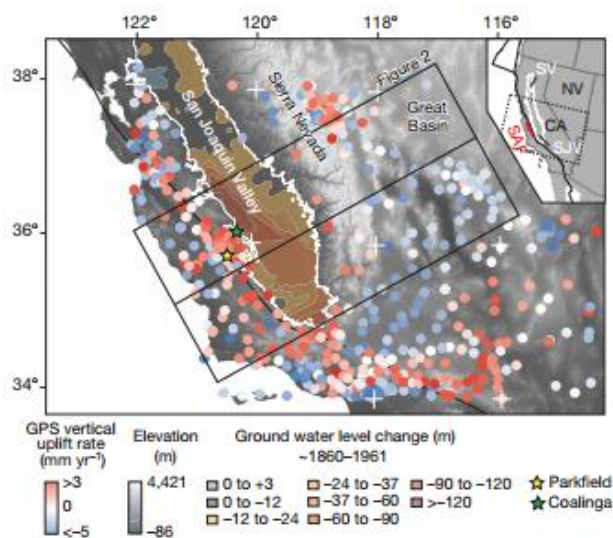 122° 120° 118° 116°
38°
36°
34°
San Joaquin Valley
Sierra Nevada
Figure 2
Great
Basin
SV
NV
CA
SAF
SJV
GPS vertical
uplift rate
(mm yr⁻¹)
>3
0
<−5
Elevation
(m)
4,421
−86
Ground water level change (m)
~1860–1961
0 to +3
0 to −12
−12 to −24
−24 to −37
−37 to −60
−60 to −90
−90 to −120
>−120
Parkfield
Coalinga